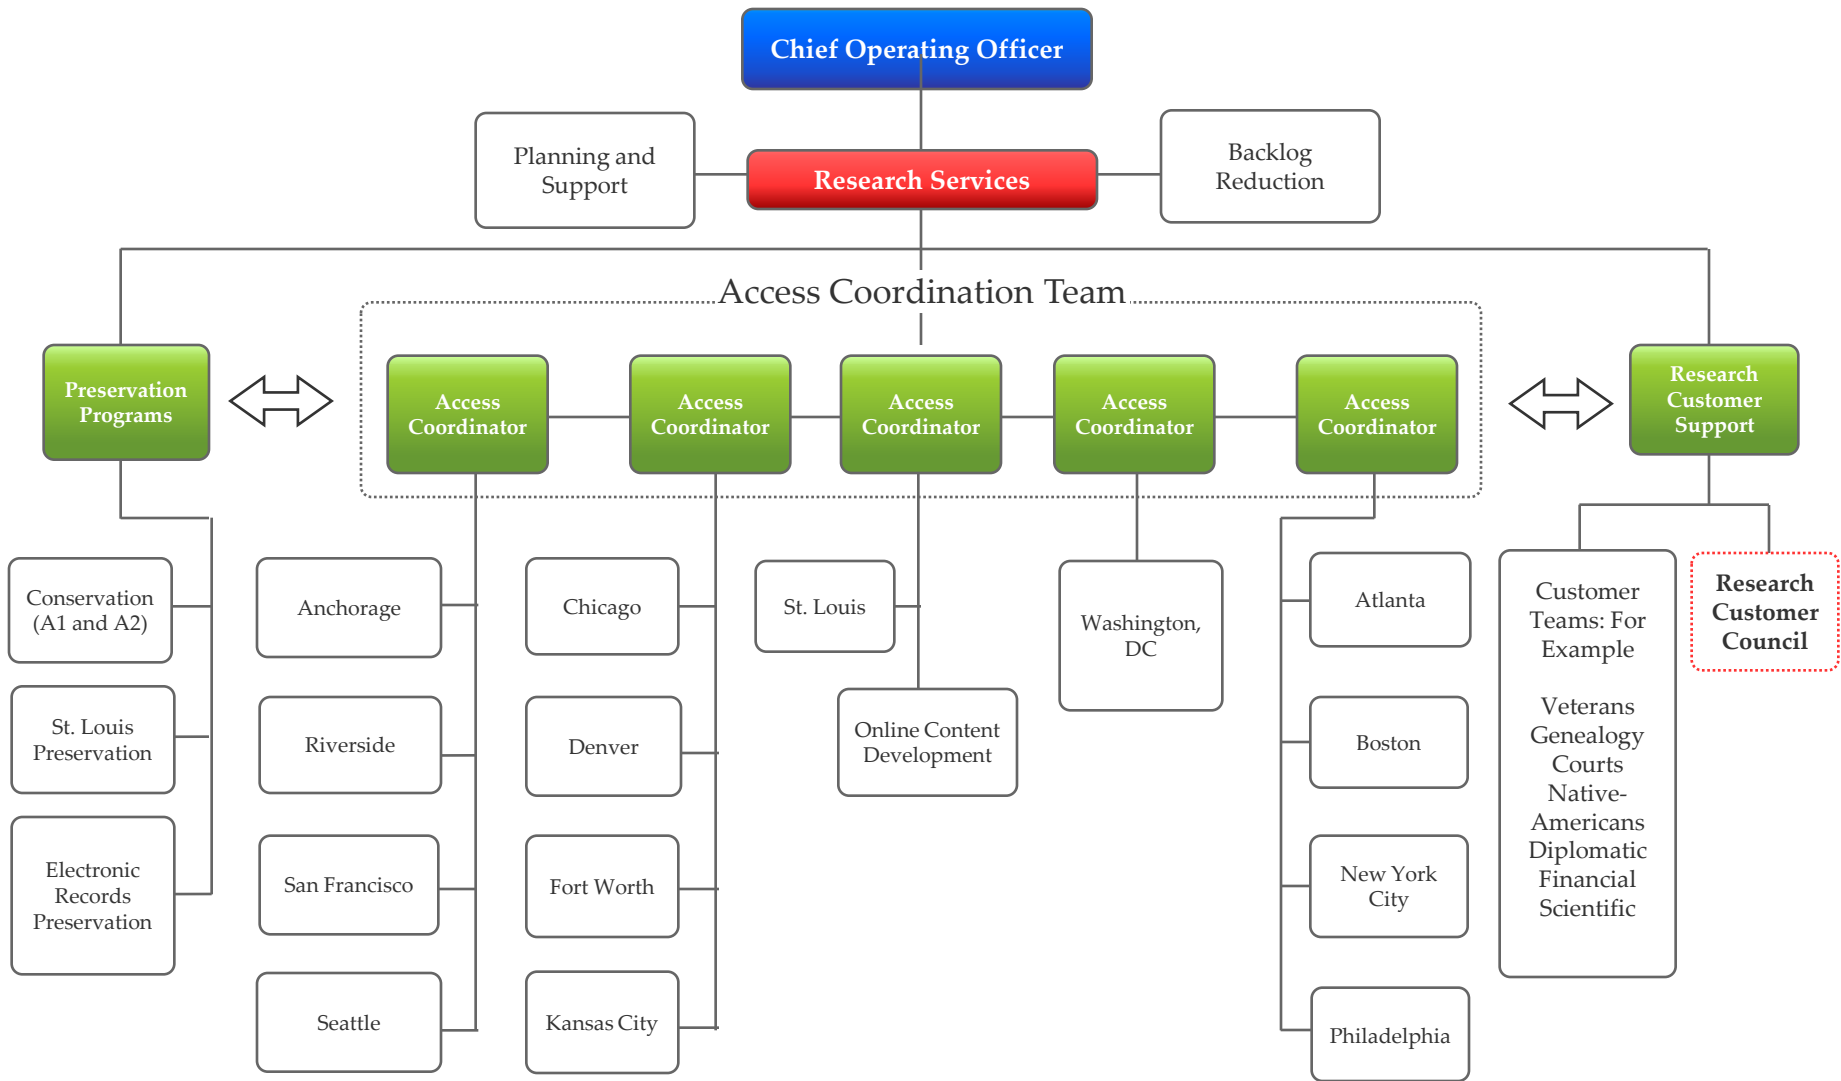 Chief Operating Officer
Planning and
Support
Research Services
Backlog
Reduction
Access Coordination Team
Preservation
Programs
Access
Coordinator
Access
Coordinator
Access
Coordinator
Access
Coordinator
Access
Coordinator
Research
Customer
Support
Conservation
(A1 and A2)
St. Louis
Preservation
Electronic
Records
Preservation
Anchorage
Riverside
San Francisco
Seattle
Chicago
Denver
Fort Worth
Kansas City
St. Louis
Online Content
Development
Washington,
DC
Atlanta
Boston
New York
City
Philadelphia
Customer
Teams: For
Example
Veterans
Genealogy
Courts
Native-
Americans
Diplomatic
Financial
Scientific
Research
Customer
Council